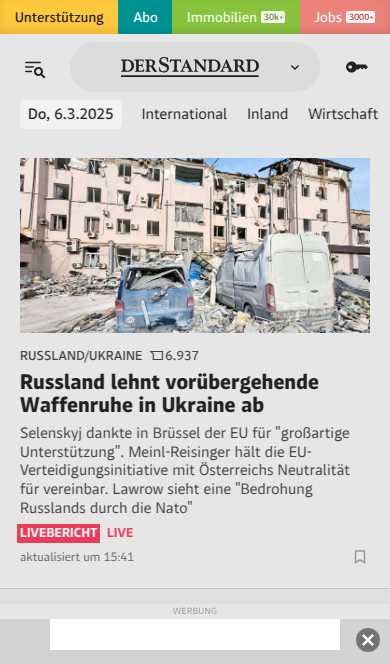 Unterstützung Abo Immobilien 30k+ Jobs 3000+
DERSTANDARD
Do, 6.3.2025 International Inland Wirtschaft
RUSSLAND/UKRAINE 6.937
Russland lehnt vorübergehende
Waffenruhe in Ukraine ab
Selenskyj dankte in Brüssel der EU für "großartige
Unterstützung". Meinl-Reisinger hält die EU-
Verteidigungsinitiative mit Österreichs Neutralität
für vereinbar. Lawrow sieht eine "Bedrohung
Russlands durch die Nato"
LIVEBERICHT LIVE
aktualisiert um 15:41
WERBUNG